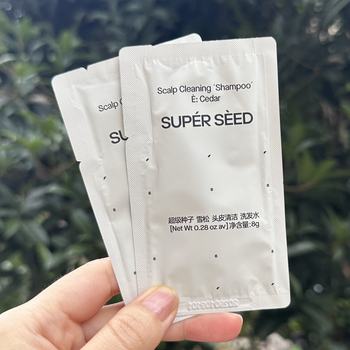 Scalp Cleaning 'Shampoo'
È: Cedar
SUPÉR SÈED
超级种子 雪松 头皮清洁 洗发水
[Net Wt 0.28 oz av] 净含量:8g
Scalp C
SU